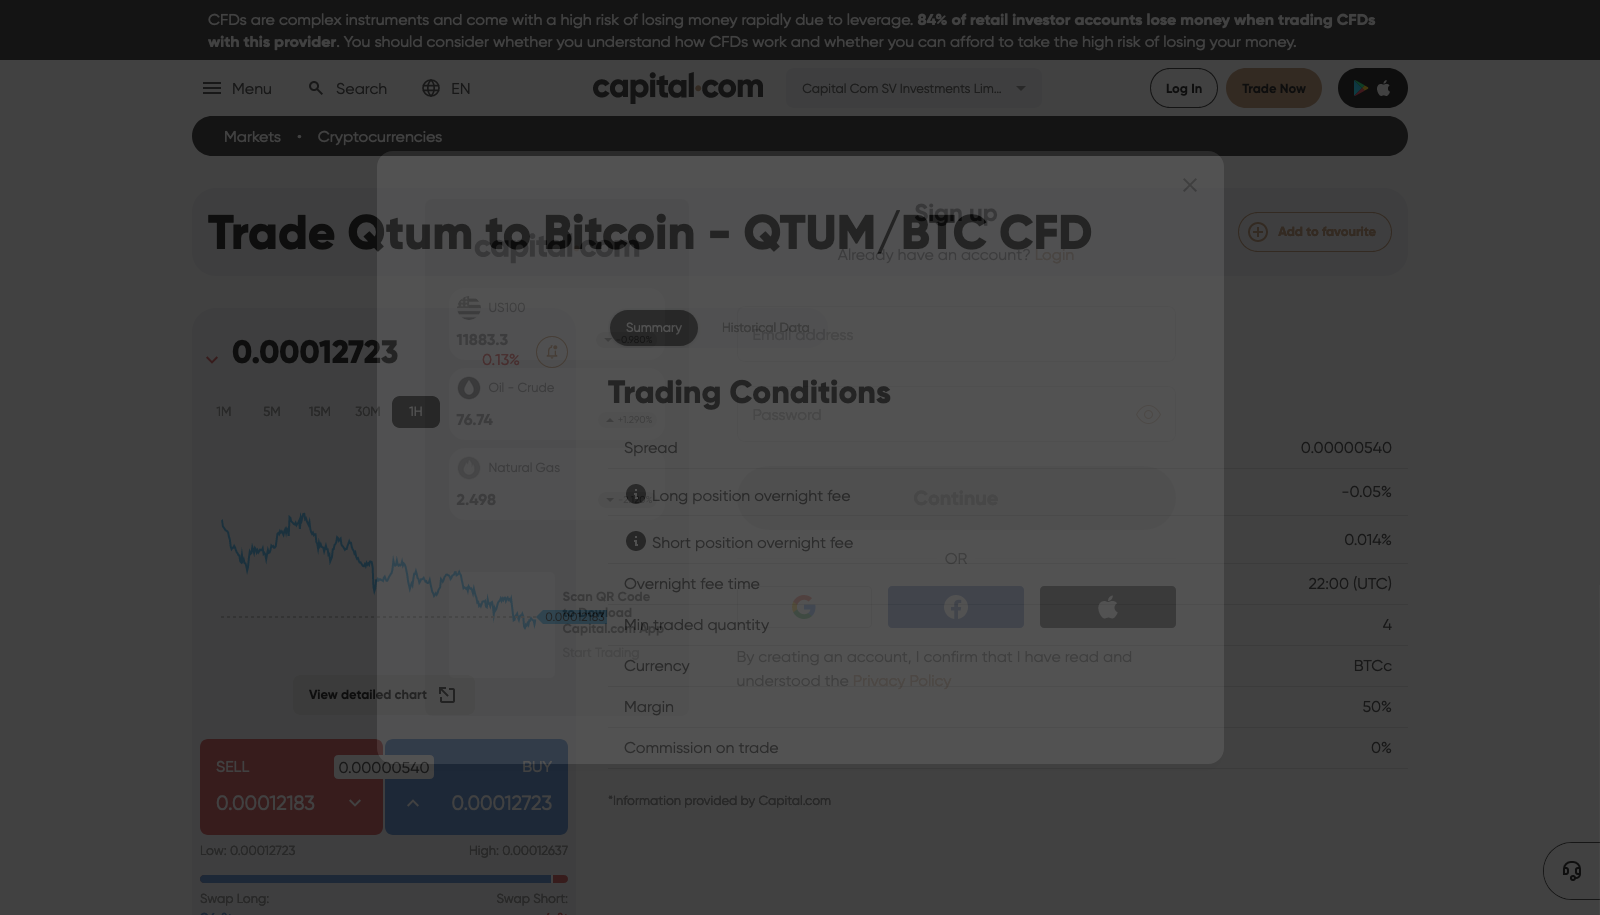 CFDs are complex instruments and come with a high risk of losing money rapidly due to leverage. 84% of retail investor accounts lose money when trading CFDs
with this provider. You should consider whether you understand how CFDs work and whether you can afford to take the high risk of losing your money.
Menu
Search
EN
capital.com
Capital Com SV Investments Lim...
Log In
Trade Now
Markets • Cryptocurrencies
Trade Qtum to Bitcoin - QTUM/BTC CFD
Add to favourite
0.00012723
0.13%
1M 5M 15M 30M 1H
0.00012183
View detailed chart
SELL
0.00012183
0.00000540
BUY
0.00012723
Low: 0.00012723
High: 0.00012637
Swap Long:
Swap Short:
Summary
Historical Data
Trading Conditions
Spread 0.00000540
Long position overnight fee -0.05%
Short position overnight fee 0.014%
Overnight fee time 22:00 (UTC)
Min traded quantity 4
Currency BTCc
Margin 50%
Commission on trade 0%
*Information provided by Capital.com
capital.com
US100
11883.3
Oil - Crude
76.74 +1.290%
Natural Gas
2.498
Scan QR Code
to Dowload
Capital.com App
Start Trading
Sign up
Already have an account? Login
Email address
Password
Continue
OR
By creating an account, I confirm that I have read and
understood the Privacy Policy